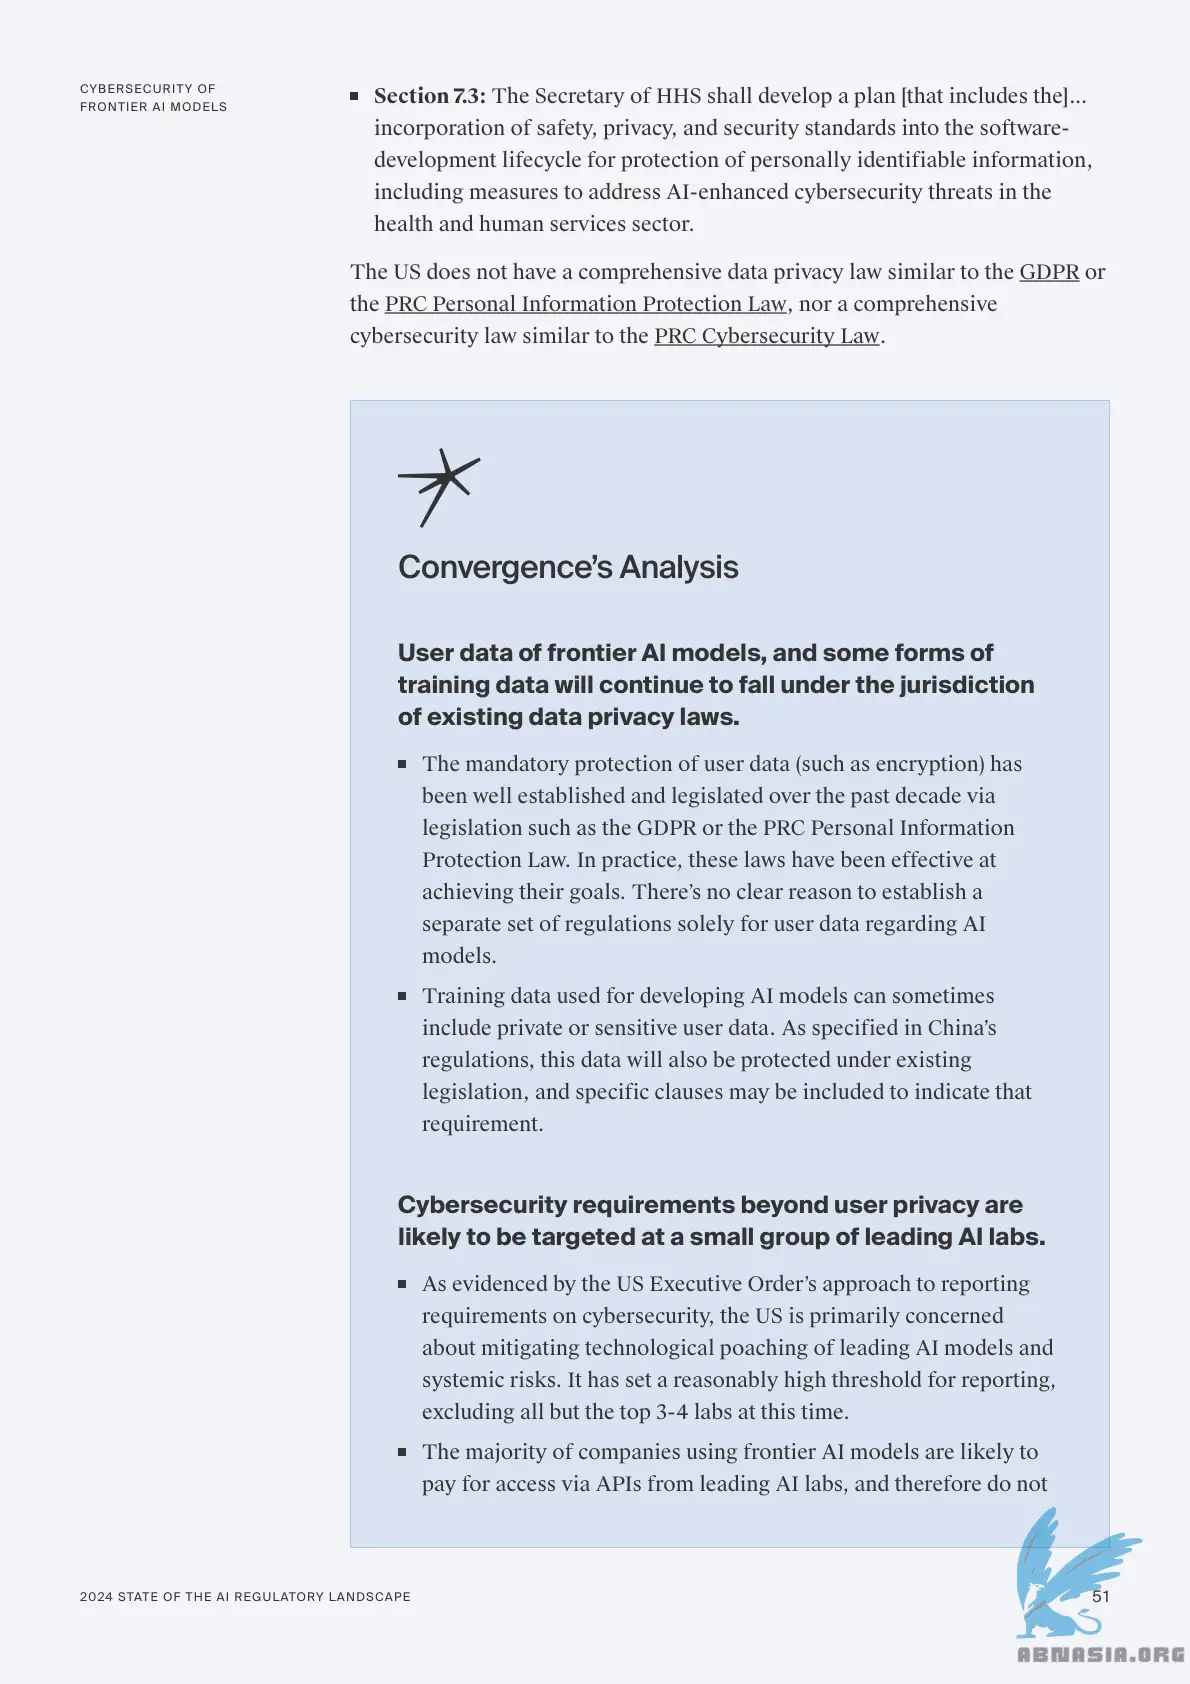 CYBERSECURITY OF
FRONTIER AI MODELS
▪ Section 7.3: The Secretary of HHS shall develop a plan [that includes the]...
incorporation of safety, privacy, and security standards into the software-
development lifecycle for protection of personally identifiable information,
including measures to address AI-enhanced cybersecurity threats in the
health and human services sector.
The US does not have a comprehensive data privacy law similar to the GDPR or
the PRC Personal Information Protection Law, nor a comprehensive
cybersecurity law similar to the PRC Cybersecurity Law.
Convergence’s Analysis
User data of frontier AI models, and some forms of
training data will continue to fall under the jurisdiction
of existing data privacy laws.
▪ The mandatory protection of user data (such as encryption) has
been well established and legislated over the past decade via
legislation such as the GDPR or the PRC Personal Information
Protection Law. In practice, these laws have been effective at
achieving their goals. There’s no clear reason to establish a
separate set of regulations solely for user data regarding AI
models.
▪ Training data used for developing AI models can sometimes
include private or sensitive user data. As specified in China’s
regulations, this data will also be protected under existing
legislation, and specific clauses may be included to indicate that
requirement.
Cybersecurity requirements beyond user privacy are
likely to be targeted at a small group of leading AI labs.
▪ As evidenced by the US Executive Order’s approach to reporting
requirements on cybersecurity, the US is primarily concerned
about mitigating technological poaching of leading AI models and
systemic risks. It has set a reasonably high threshold for reporting,
excluding all but the top 3-4 labs at this time.
▪ The majority of companies using frontier AI models are likely to
pay for access via APIs from leading AI labs, and therefore do not
2024 STATE OF THE AI REGULATORY LANDSCAPE
51
ABNASIA.ORG